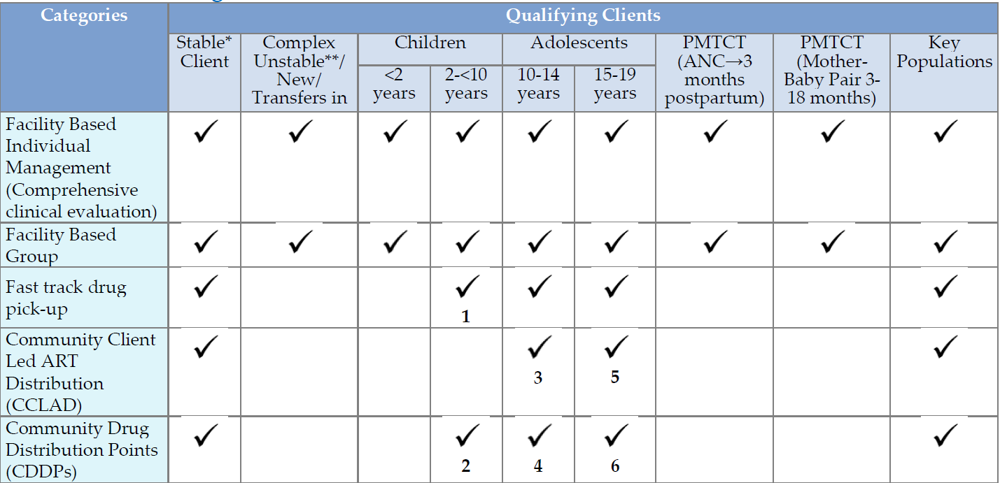 Categories
Qualifying Clients
Stable*
Client
Complex
Unstable**/
New/
Transfers in
Children
Adolescents
PMTCT
(ANC→3
months
postpartum)
PMTCT
(Mother-
Baby Pair 3-
18 months)
Key
Populations
<2
years
2-<10
years
10-14
years
15-19
years
Facility Based
Individual
Management
(Comprehensive
clinical evaluation)
✓ ✓ ✓ ✓ ✓ ✓ ✓ ✓ ✓
Facility Based
Group
✓ ✓ ✓ ✓ ✓ ✓ ✓ ✓ ✓
Fast track drug
pick-up
✓ ✓ ✓ ✓ ✓
1
Community Client
Led ART
Distribution
(CCLAD)
✓ ✓ ✓ ✓
3 5
Community Drug
Distribution Points
(CDDPs)
✓ ✓ ✓ ✓ ✓
2 4 6